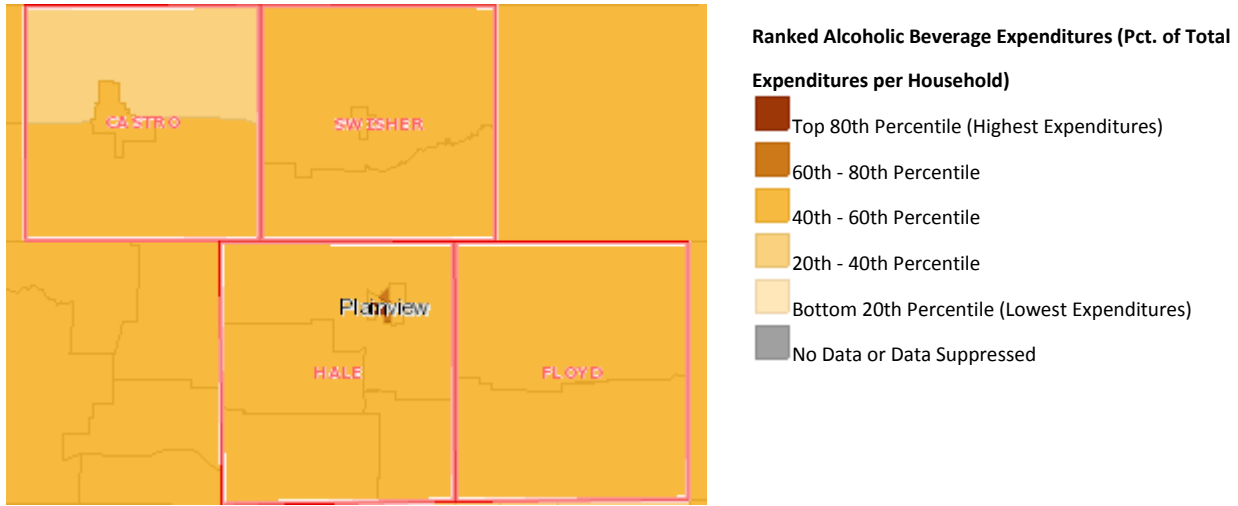 Ranked Alcoholic Beverage Expenditures (Pct. of Total
Expenditures per Household)
Top 80th Percentile (Highest Expenditures)
60th - 80th Percentile
40th - 60th Percentile
20th - 40th Percentile
Bottom 20th Percentile (Lowest Expenditures)
No Data or Data Suppressed
CASTRO
SWISHER
Plainview
HALE
FLOYD